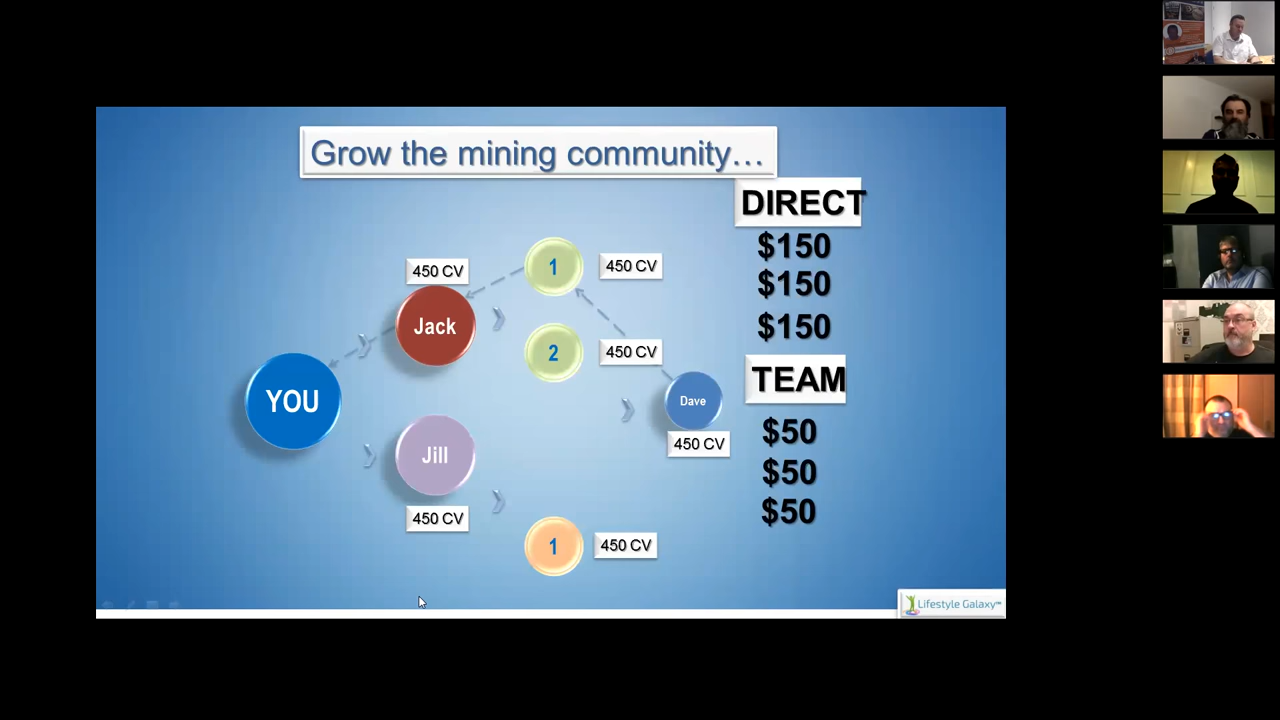 Grow the mining community…
DIRECT
$150
$150
$150
450 CV
1
450 CV
Jack
2
450 CV
TEAM
YOU
Dave
450 CV
$50
$50
$50
Jill
450 CV
1
450 CV
Lifestyle Galaxy™